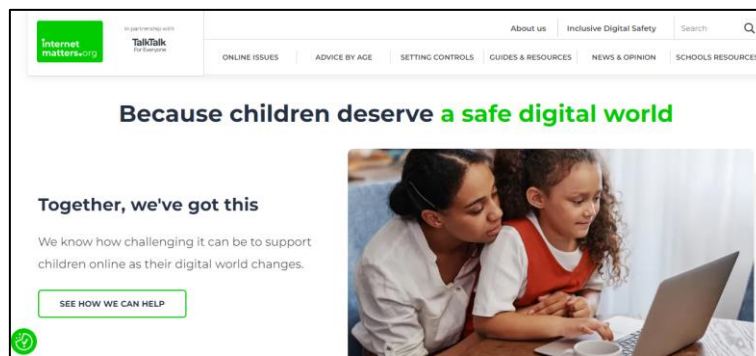 internet
matters.org
in partnership with
TalkTalk
For Everyone
About us
Inclusive Digital Safety
Search
ONLINE ISSUES
ADVICE BY AGE
SETTING CONTROLS
GUIDES & RESOURCES
NEWS & OPINION
SCHOOLS RESOURCES
Because children deserve a safe digital world
Together, we've got this
We know how challenging it can be to support
children online as their digital world changes.
SEE HOW WE CAN HELP